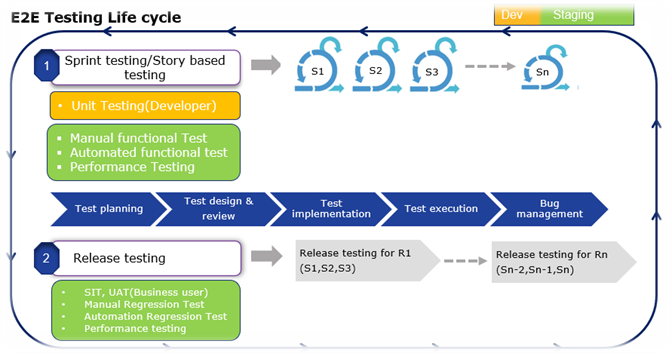 E2E Testing Life cycle
Dev
Staging
1
Sprint testing/Story based
testing
S1
S2
S3
Sn
Unit Testing(Developer)
Manual functional Test
Automated functional test
Performance Testing
Test planning
Test design &
review
Test
implementation
Test execution
Bug
management
2
Release testing
Release testing for R1
(S1,S2,S3)
Release testing for Rn
(Sn-2,Sn-1,Sn)
SIT, UAT(Business user)
Manual Regression Test
Automation Regression Test
Performance testing